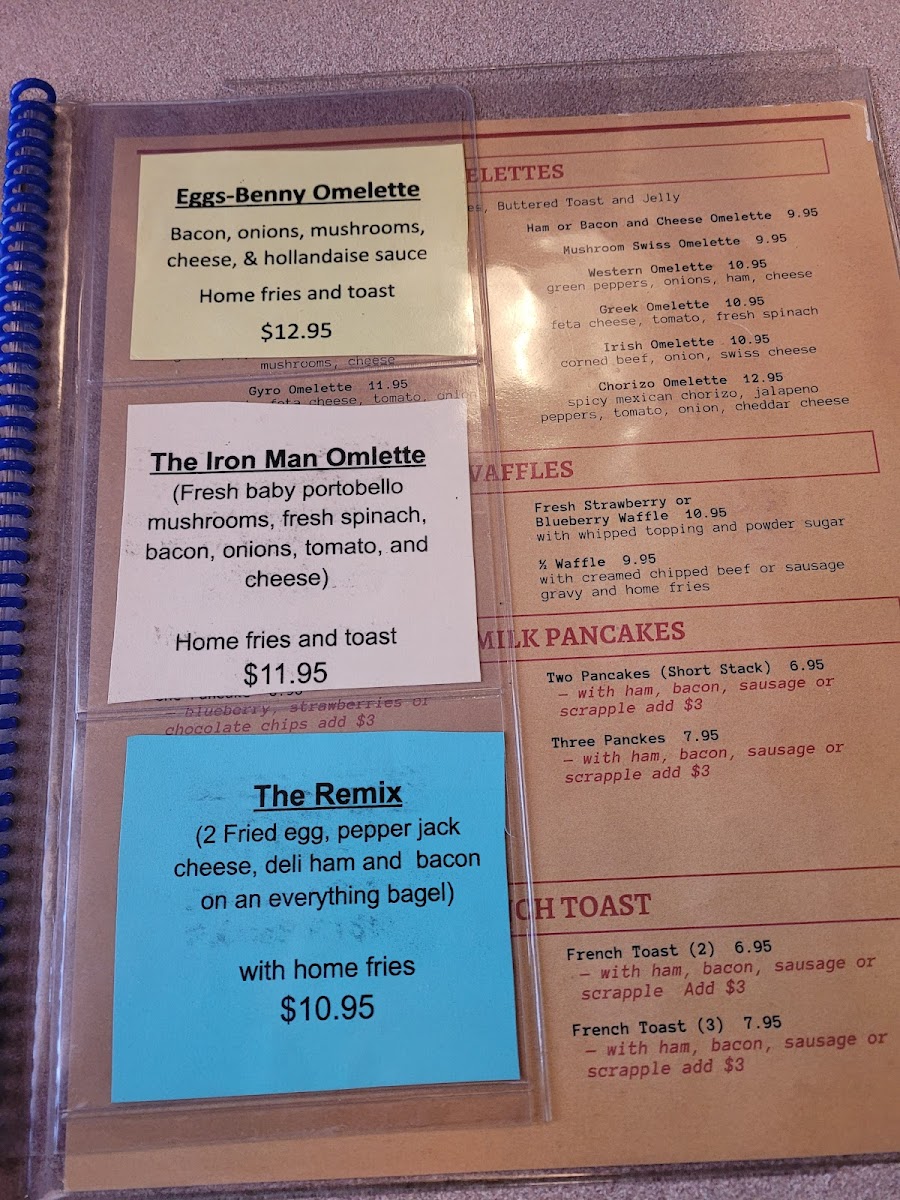 Eggs-Benny Omelette
Bacon, onions, mushrooms,
cheese, & hollandaise sauce
Home fries and toast
$12.95
mushrooms, cheese
Gyro Omelette 11.95
feta cheese, tomato,
The Iron Man Omlette
(Fresh baby portobello
mushrooms, fresh spinach,
bacon, onions, tomato, and
cheese)
Home fries and toast
$11.95
– blueberry, strawberries or
chocolate chips add $3
The Remix
(2 Fried egg, pepper jack
cheese, deli ham and bacon
on an everything bagel)
with home fries
$10.95
ELETTES
es, Buttered Toast and Jelly
Ham or Bacon and Cheese Omelette 9.95
Mushroom Swiss Omelette 9.95
Western Omelette 10.95
green peppers, onions, ham, cheese
Greek Omelette 10.95
feta cheese, tomato, fresh spinach
Irish Omelette 10.95
corned beef, onion, swiss cheese
Chorizo Omelette 12.95
spicy mexican chorizo, jalapeno
peppers, tomato, onion, cheddar cheese
WAFFLES
Fresh Strawberry or
Blueberry Waffle 10.95
with whipped topping and powder sugar
½ Waffle 9.95
with creamed chipped beef or sausage
gravy and home fries
MILK PANCAKES
Two Pancakes (Short Stack) 6.95
– with ham, bacon, sausage or
scrapple add $3
Three Panckes 7.95
– with ham, bacon, sausage or
scrapple add $3
CH TOAST
French Toast (2) 6.95
– with ham, bacon, sausage or
scrapple Add $3
French Toast (3) 7.95
– with ham, bacon, sausage or
scrapple add $3